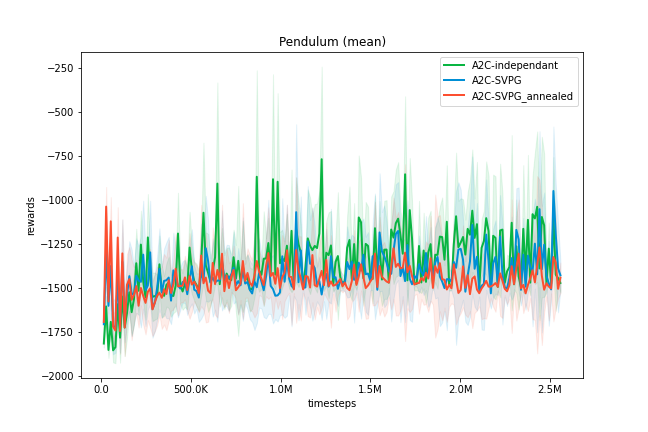 Pendulum (mean)
A2C-independant
A2C-SVPG
A2C-SVPG_annealed
rewards
−250
−500
−750
−1000
−1250
−1500
−1750
−2000
0.0
500.0K
1.0M
1.5M
2.0M
2.5M
timesteps